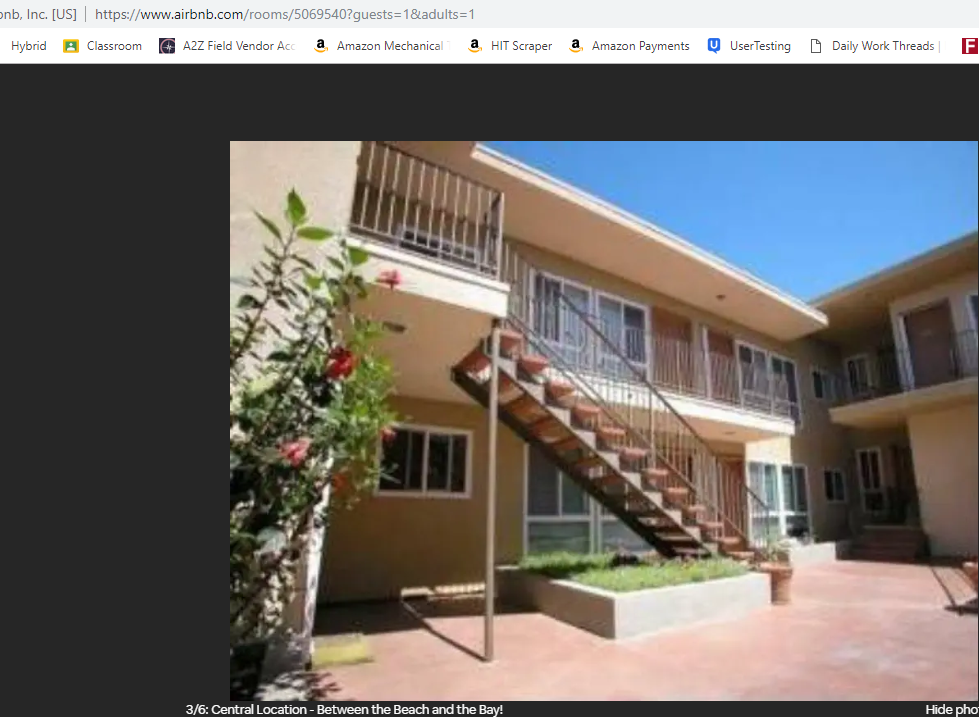 onb, Inc. [US] | https://www.airbnb.com/rooms/5069540?guests=1&adults=1
Hybrid Classroom A2Z Field Vendor Acc Amazon Mechanical T HIT Scraper Amazon Payments UserTesting Daily Work Threads | F
3/6: Central Location - Between the Beach and the Bay!
Hide pho